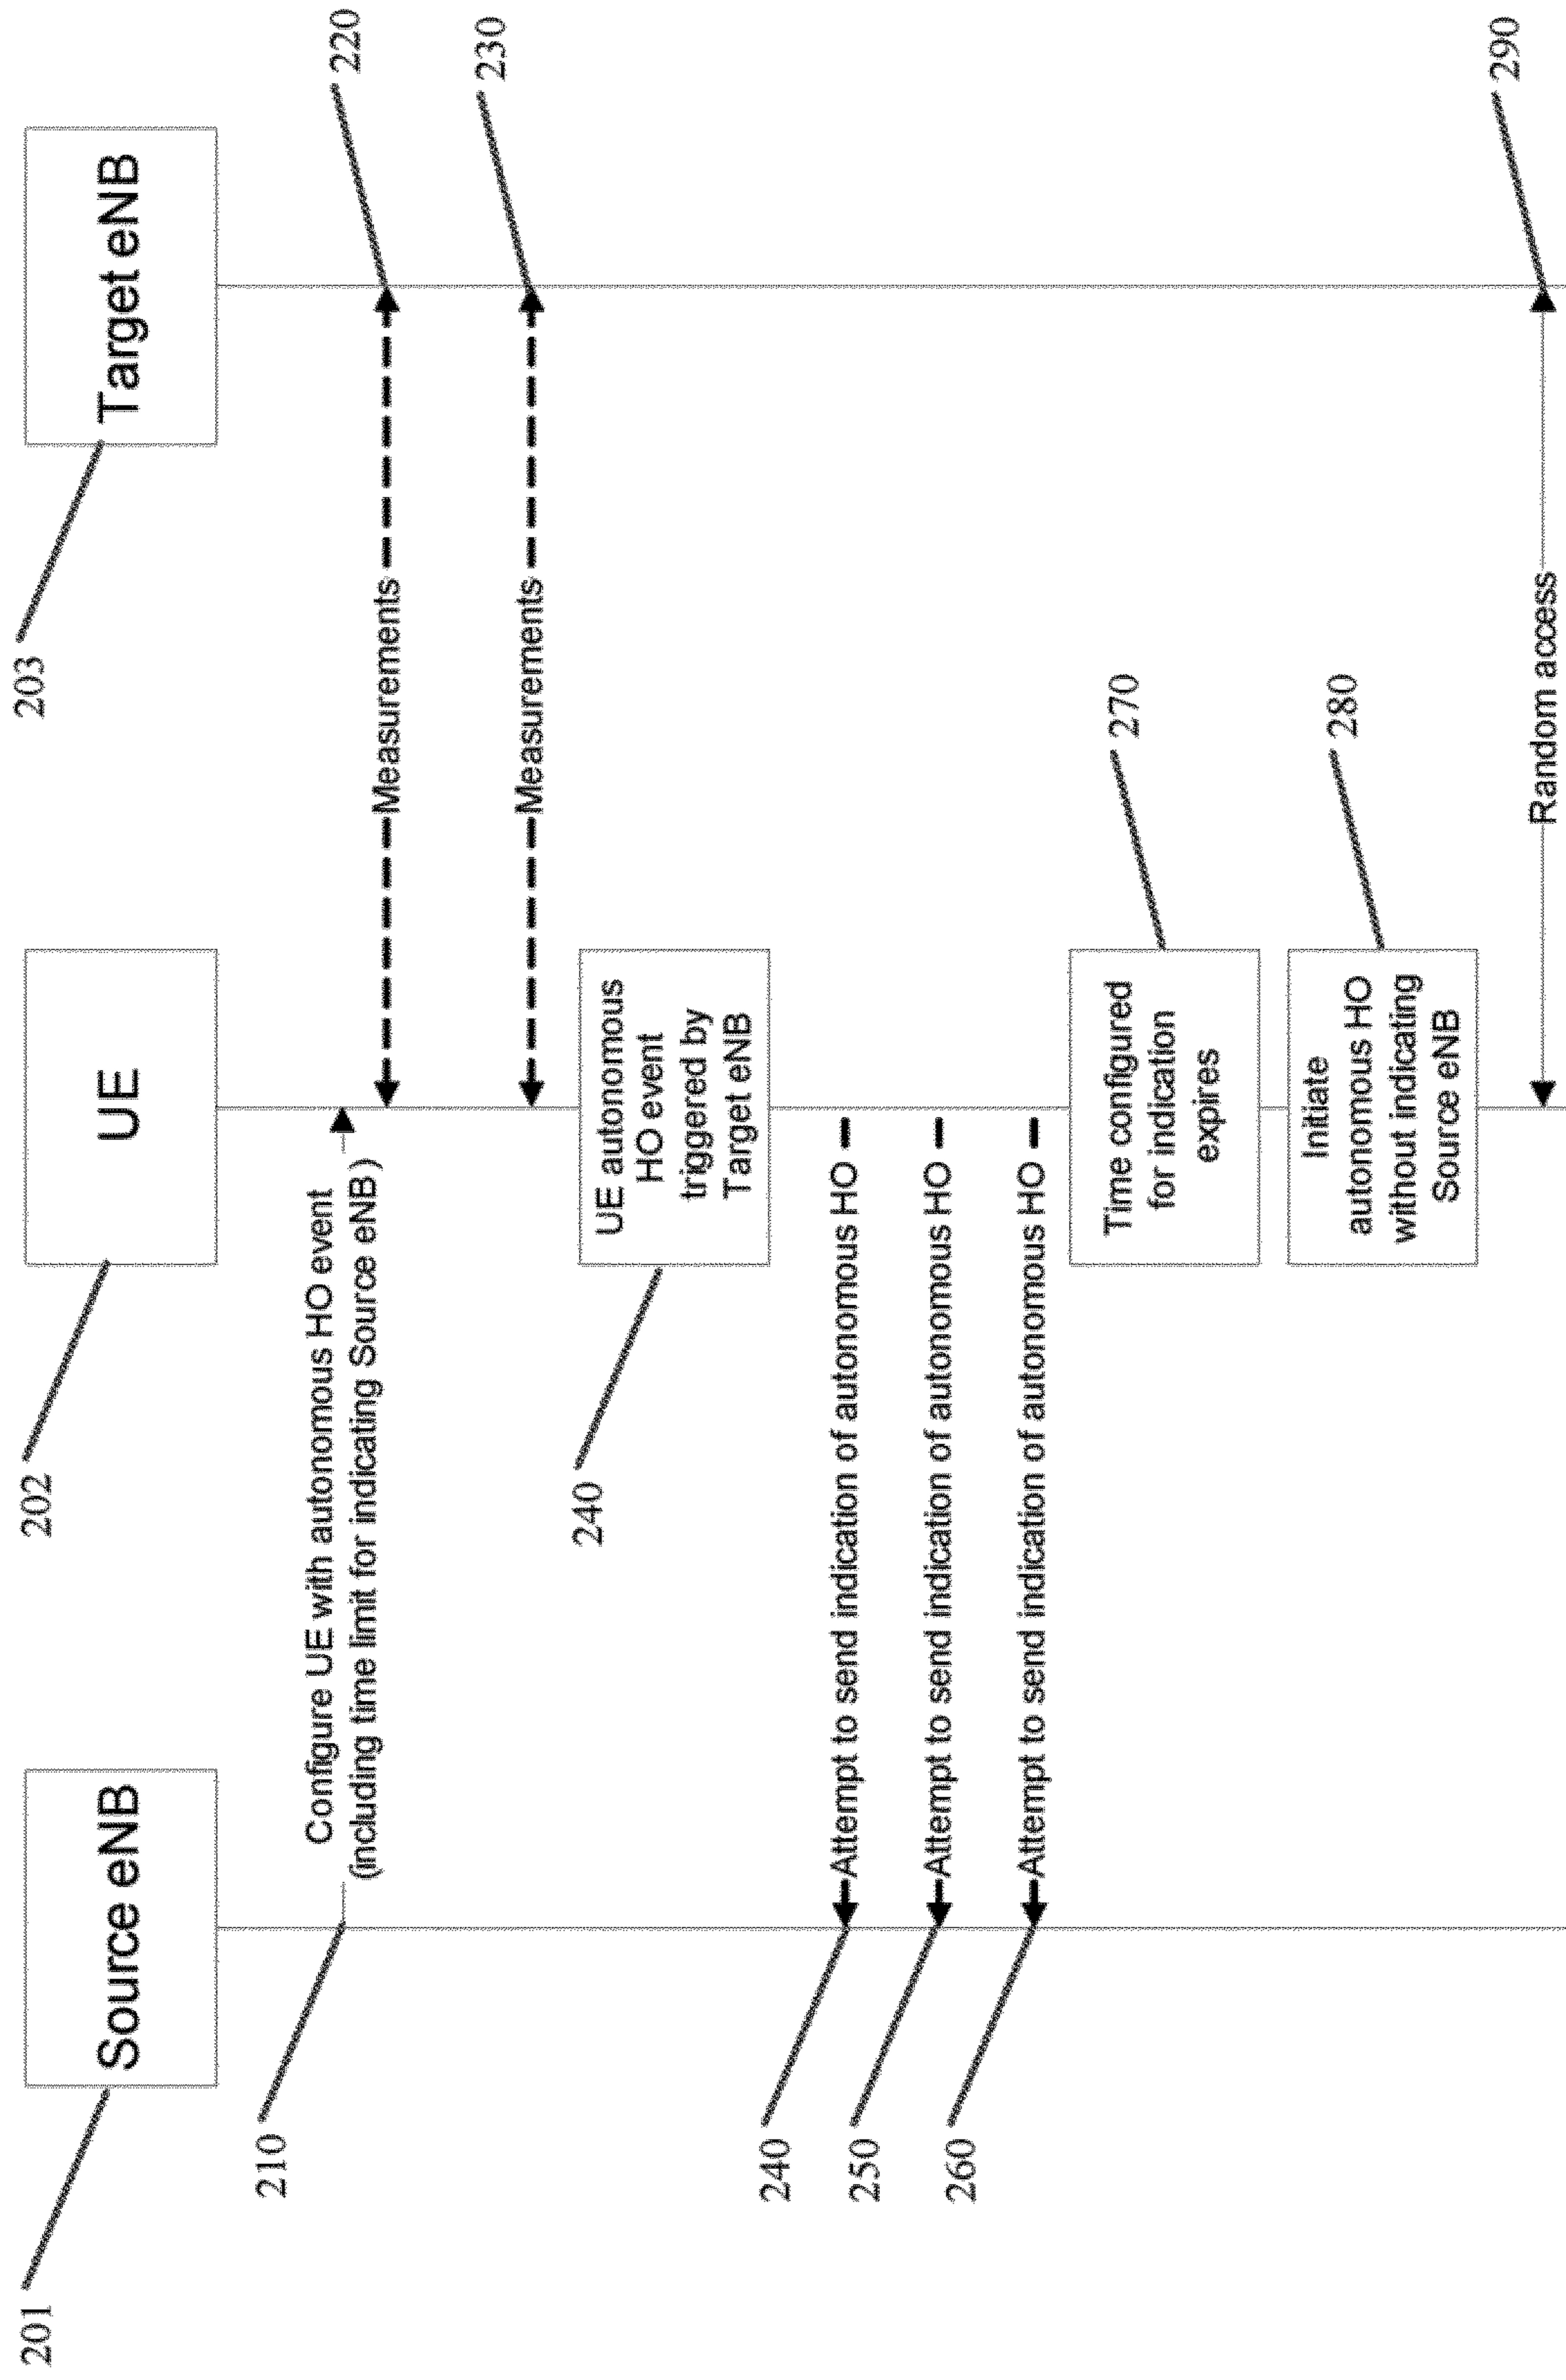 201
Source eNB
202
UE
203
Target eNB
210
Configure UE with autonomous HO event
(including time limit for indicating Source eNB)
Measurements
220
Measurements
230
240
UE autonomous
HO event
triggered by
Target eNB
240
Attempt to send indication of autonomous HO
250
Attempt to send indication of autonomous HO
260
Attempt to send indication of autonomous HO
Time configured
for indication
expires
270
Initiate
autonomous HO
without indicating
Source eNB
280
Random access
290